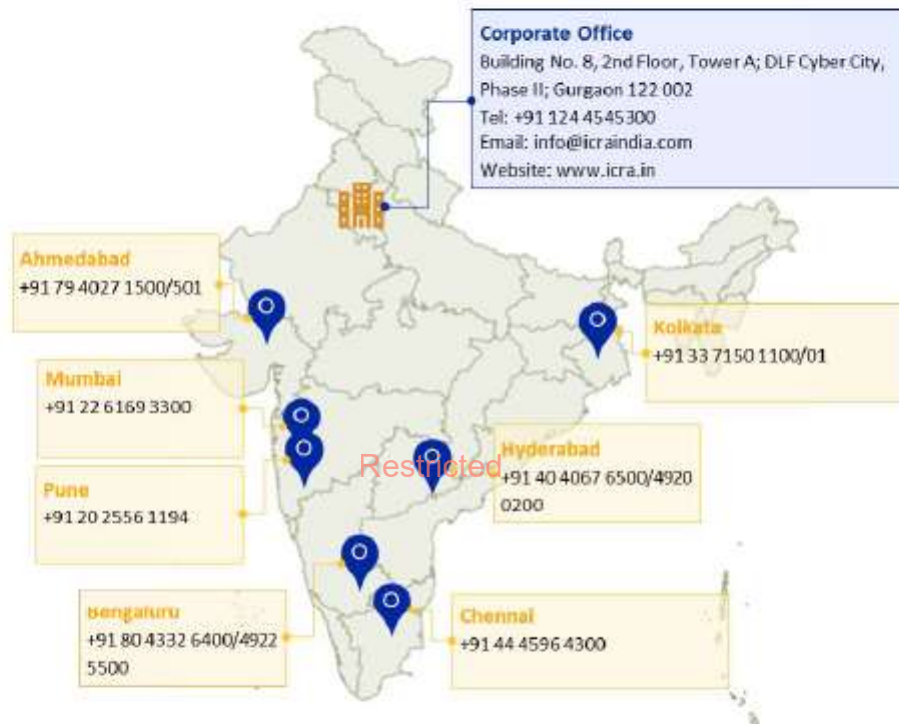 Corporate Office
Building No. 8, 2nd Floor, Tower A; DLF Cyber City,
Phase II; Gurgaon 122 002
Tel: +91 124 4545300
Email: info@icraindia.com
Website: www.icra.in
Ahmedabad
+91 79 4027 1500/501
Kolkata
+91 33 7150 1100/01
Mumbai
+91 22 6169 3300
Hyderabad
+91 40 4067 6500/4920
0200
Restricted
Pune
+91 20 2556 1194
Bengaluru
+91 80 4332 6400/4922
5500
Chennai
+91 44 4596 4300